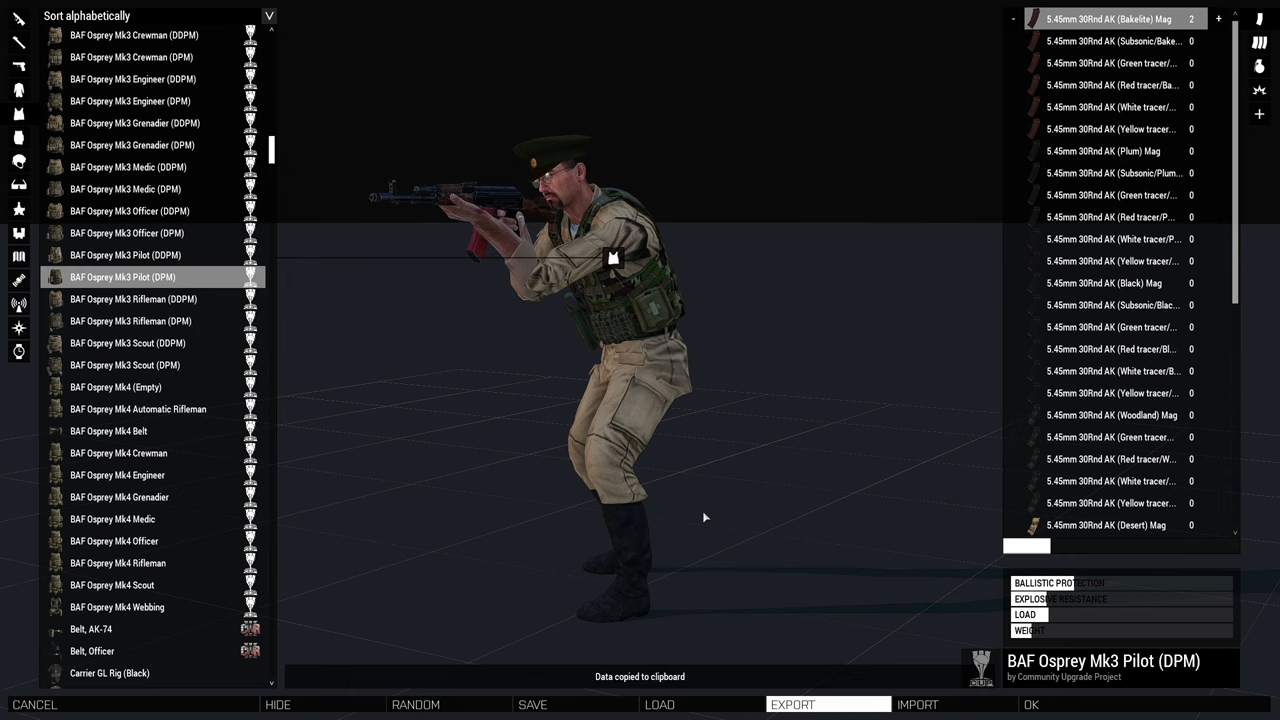 Sort alphabetically
V
BAF Osprey Mk3 Crewman (DDPM)
BAF Osprey Mk3 Crewman (DPM)
BAF Osprey Mk3 Engineer (DDPM)
BAF Osprey Mk3 Engineer (DPM)
BAF Osprey Mk3 Grenadier (DDPM)
BAF Osprey Mk3 Grenadier (DPM)
BAF Osprey Mk3 Medic (DDPM)
BAF Osprey Mk3 Medic (DPM)
BAF Osprey Mk3 Officer (DDPM)
BAF Osprey Mk3 Officer (DPM)
BAF Osprey Mk3 Pilot (DDPM)
BAF Osprey Mk3 Pilot (DPM)
BAF Osprey Mk3 Rifleman (DDPM)
BAF Osprey Mk3 Rifleman (DPM)
BAF Osprey Mk3 Scout (DDPM)
BAF Osprey Mk3 Scout (DPM)
BAF Osprey Mk4 (Empty)
BAF Osprey Mk4 Automatic Rifleman
BAF Osprey Mk4 Belt
BAF Osprey Mk4 Crewman
BAF Osprey Mk4 Engineer
BAF Osprey Mk4 Grenadier
BAF Osprey Mk4 Medic
BAF Osprey Mk4 Officer
BAF Osprey Mk4 Rifleman
BAF Osprey Mk4 Scout
BAF Osprey Mk4 Webbing
Belt, AK-74
Belt, Officer
Carrier GL Rig (Black)
- 5.45mm 30Rnd AK (Bakelite) Mag 2 +
5.45mm 30Rnd AK (Subsonic/Bake... 0
5.45mm 30Rnd AK (Green tracer/... 0
5.45mm 30Rnd AK (Red tracer/Ba... 0
5.45mm 30Rnd AK (White tracer/... 0
5.45mm 30Rnd AK (Yellow tracer... 0
5.45mm 30Rnd AK (Plum) Mag 0
5.45mm 30Rnd AK (Subsonic/Plum... 0
5.45mm 30Rnd AK (Green tracer/... 0
5.45mm 30Rnd AK (Red tracer/P... 0
5.45mm 30Rnd AK (White tracer/P... 0
5.45mm 30Rnd AK (Yellow tracer/... 0
5.45mm 30Rnd AK (Black) Mag 0
5.45mm 30Rnd AK (Subsonic/Blac... 0
5.45mm 30Rnd AK (Green tracer/... 0
5.45mm 30Rnd AK (Red tracer/Bl... 0
5.45mm 30Rnd AK (White tracer/B... 0
5.45mm 30Rnd AK (Yellow tracer/... 0
5.45mm 30Rnd AK (Woodland) Mag 0
5.45mm 30Rnd AK (Green tracer... 0
5.45mm 30Rnd AK (Red tracer/W... 0
5.45mm 30Rnd AK (White tracer/... 0
5.45mm 30Rnd AK (Yellow tracer/... 0
5.45mm 30Rnd AK (Desert) Mag 0
BALLISTIC PROTECTION
EXPLOSIVE RESISTANCE
LOAD
WEIGHT
BAF Osprey Mk3 Pilot (DPM)
by Community Upgrade Project
Data copied to clipboard
CANCEL HIDE RANDOM SAVE LOAD EXPORT IMPORT OK